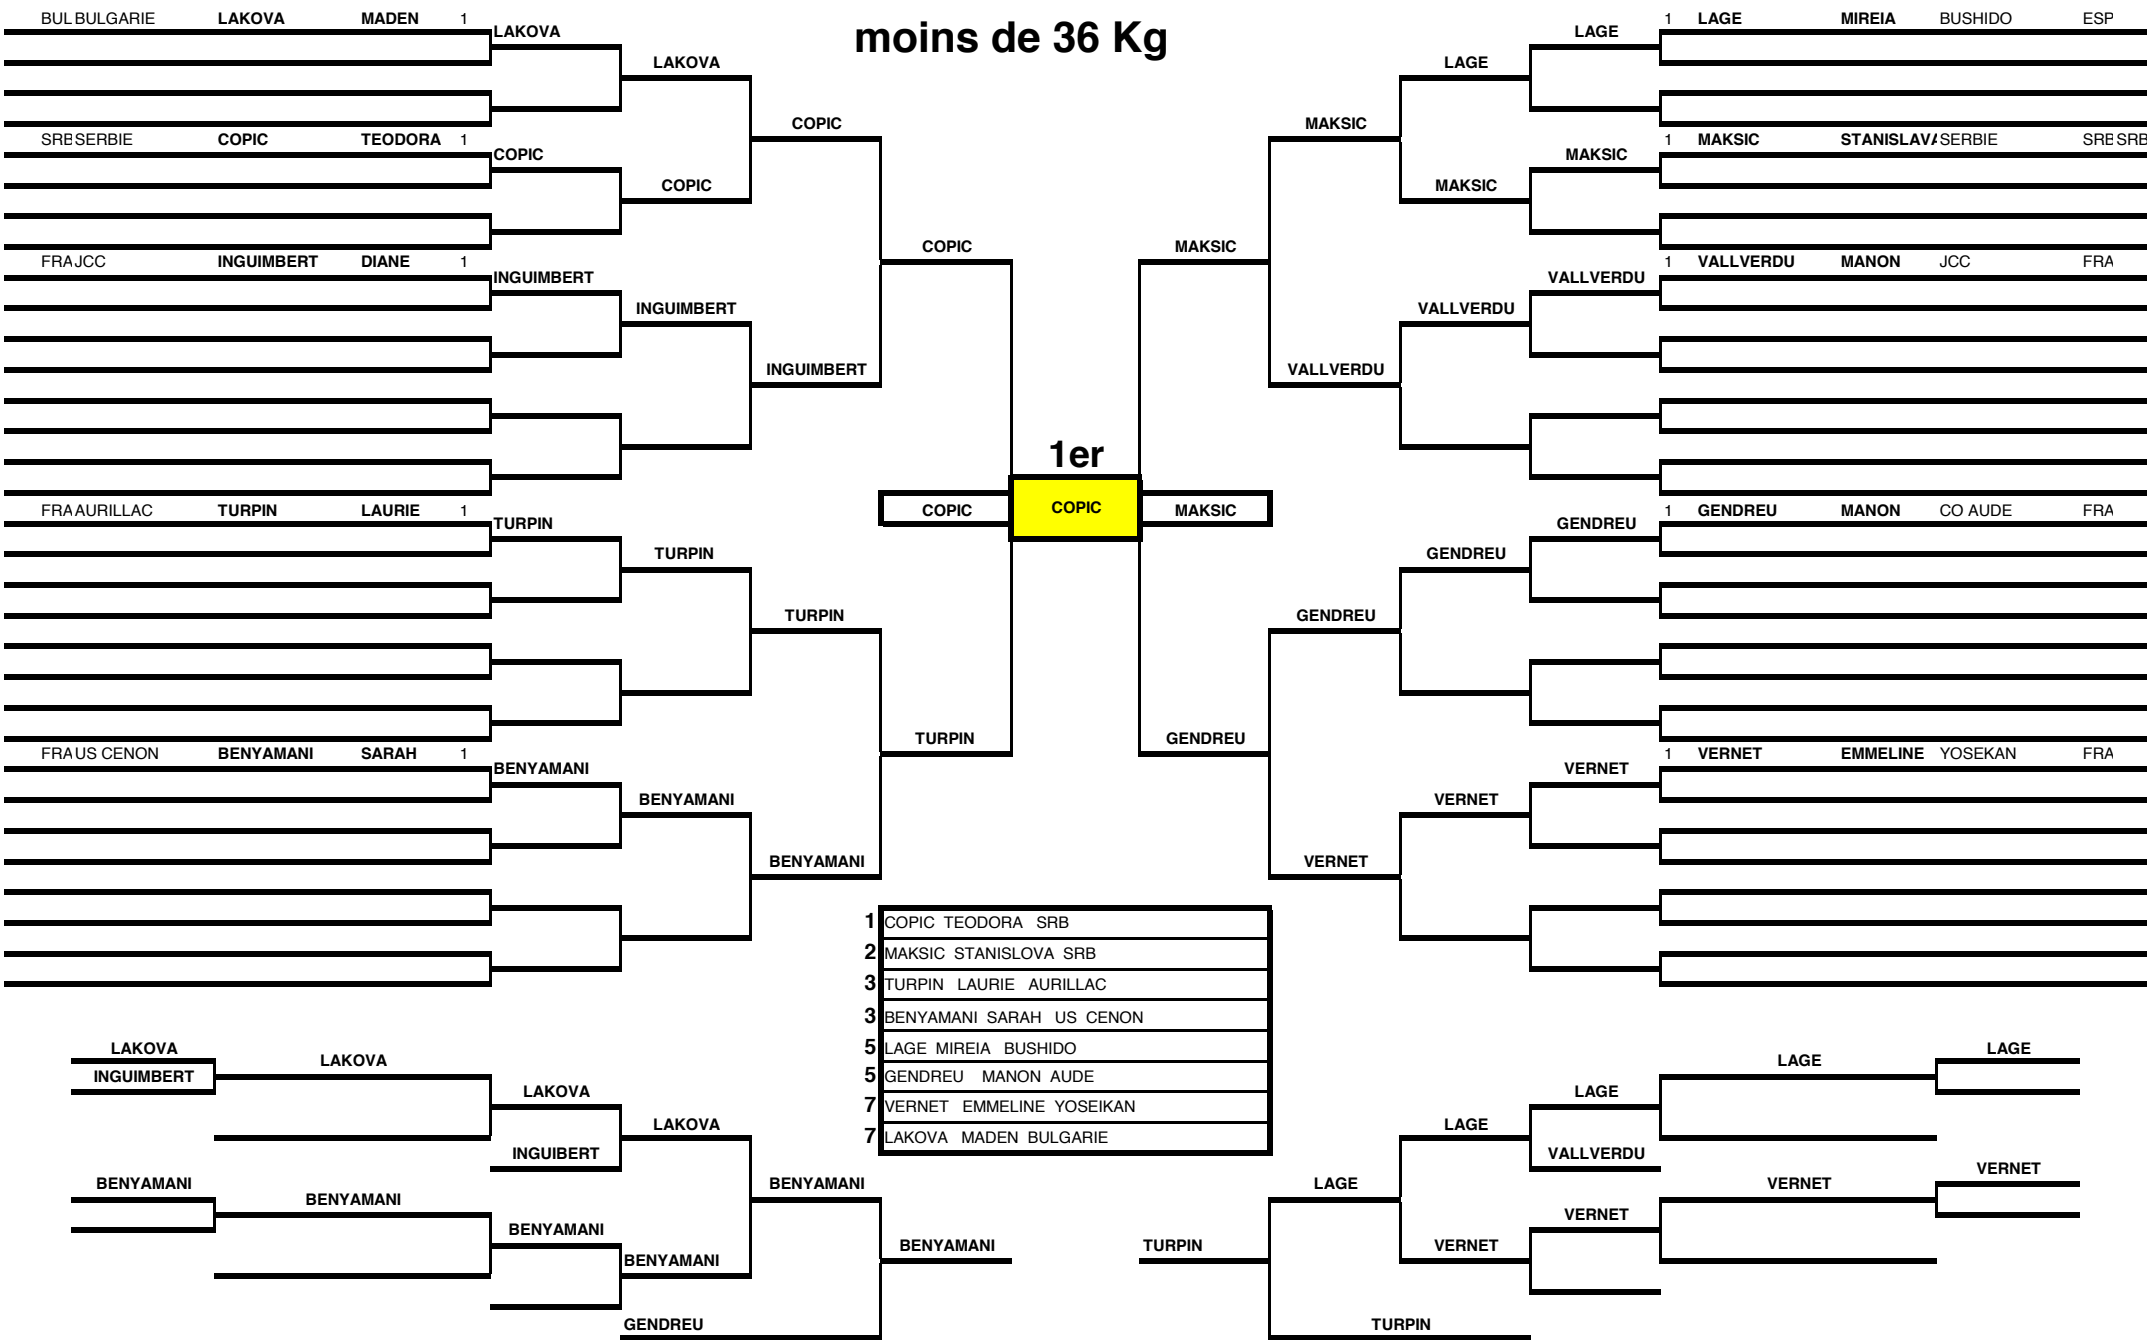 moins de 36 Kg
BUL BULGARIE LAKOVA MADEN 1
LAKOVA
LAKOVA
COPIC
SRE SERBIE COPIC TEODORA 1
COPIC
COPIC
COPIC
FRA JCC INGUIMBERT DIANE 1
INGUIMBERT
INGUIMBERT
INGUIMBERT
FRA AURILLAC TURPIN LAURIE 1
TURPIN
TURPIN
TURPIN
TURPIN
FRA US CENON BENYAMANI SARAH 1
BENYAMANI
BENYAMANI
BENYAMANI
1 LAGE MIREIA BUSHIDO ESP
LAGE
LAGE
MAKSIC
1 MAKSIC STANISLAVA SERBIE SRE SRB
MAKSIC
MAKSIC
MAKSIC
1 VALLVERDU MANON JCC FRA
VALLVERDU
VALLVERDU
VALLVERDU
1 GENDREU MANON CO AUDE FRA
GENDREU
GENDREU
GENDREU
GENDREU
1 VERNET EMMELINE YOSEKAN FRA
VERNET
VERNET
VERNET
1er
COPIC COPIC MAKSIC
1 COPIC TEODORA SRB
2 MAKSIC STANISLOVA SRB
3 TURPIN LAURIE AURILLAC
3 BENYAMANI SARAH US CENON
5 LAGE MIREIA BUSHIDO
5 GENDREU MANON AUDE
7 VERNET EMMELINE YOSEIKAN
7 LAKOVA MADEN BULGARIE
LAKOVA
INGUIMBERT
LAKOVA
LAKOVA
INGUIBERT
LAKOVA
BENYAMANI
BENYAMANI
BENYAMANI
BENYAMANI
BENYAMANI
BENYAMANI
GENDREU
LAGE
LAGE
LAGE
VALLVERDU
LAGE
LAGE
VERNET
VERNET
VERNET
VERNET
TURPIN
TURPIN